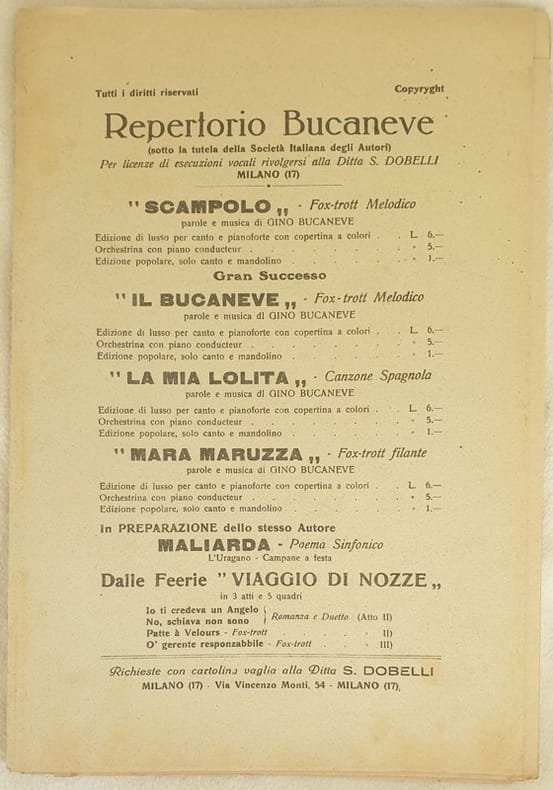 Tutti i diritti riservati
Copyryght
Repertorio Bucaneve
(sotto la tutela della Società Italiana degli Autori)
Per licenze di esecuzioni vocali rivolgersi alla Ditta S. DOBELLI
MILANO (17)
" SCAMPOLO „ - Fox-trott Melodico
parole e musica di GINO BUCANEVE
Edizione di lusso per canto e pianoforte con copertina a colori . . L. 6.—
Orchestrina con piano conducteur . . . . . . . " 5.—
Edizione popolare, solo canto e mandolino . . . . . . " 1.—
Gran Successo
" IL BUCANEVE „ - Fox-trott Melodico
parole e musica di GINO BUCANEVE
Edizione di lusso per canto e pianoforte con copertina a colori . . L. 6.—
Orchestrina con piano conducteur . . . . . . . " 5.—
Edizione popolare, solo canto e mandolino . . . . . . " 1.—
" LA MIA LOLITA „ - Canzone Spagnola
parole e musica di GINO BUCANEVE
Edizione di lusso per canto e pianoforte con copertina a colori . . L. 6.—
Orchestrina con piano conducteur . . . . . . . " 5.—
Edizione popolare, solo canto e mandolino . . . . . . " 1.—
" MARA MARUZZA „ - Fox-trott filante
parole e musica di GINO BUCANEVE
Edizione di lusso per canto e pianoforte con copertina a colori . . L. 6.—
Orchestrina con piano conducteur . . . . . . . " 5.—
Edizione popolare, solo canto e mandolino . . . . . . " 1.—
in PREPARAZIONE dello stesso Autore
MALIARDA - Poema Sinfonico
L'Uragano - Campane a festa
Dalle Feerie " VIAGGIO DI NOZZE „
in 3 atti e 5 quadri
Io ti credeva un Angelo
No, schiava non sono
Romanza e Duetto (Atto II)
Patte à Velours - Fox-trott . . . . " II)
O' gerente responzabbile - Fox-trott . . . " III)
Richieste con cartolina vaglia alla Ditta S. DOBELLI
MILANO (17) - Via Vincenzo Monti, 54 - MILANO (17),